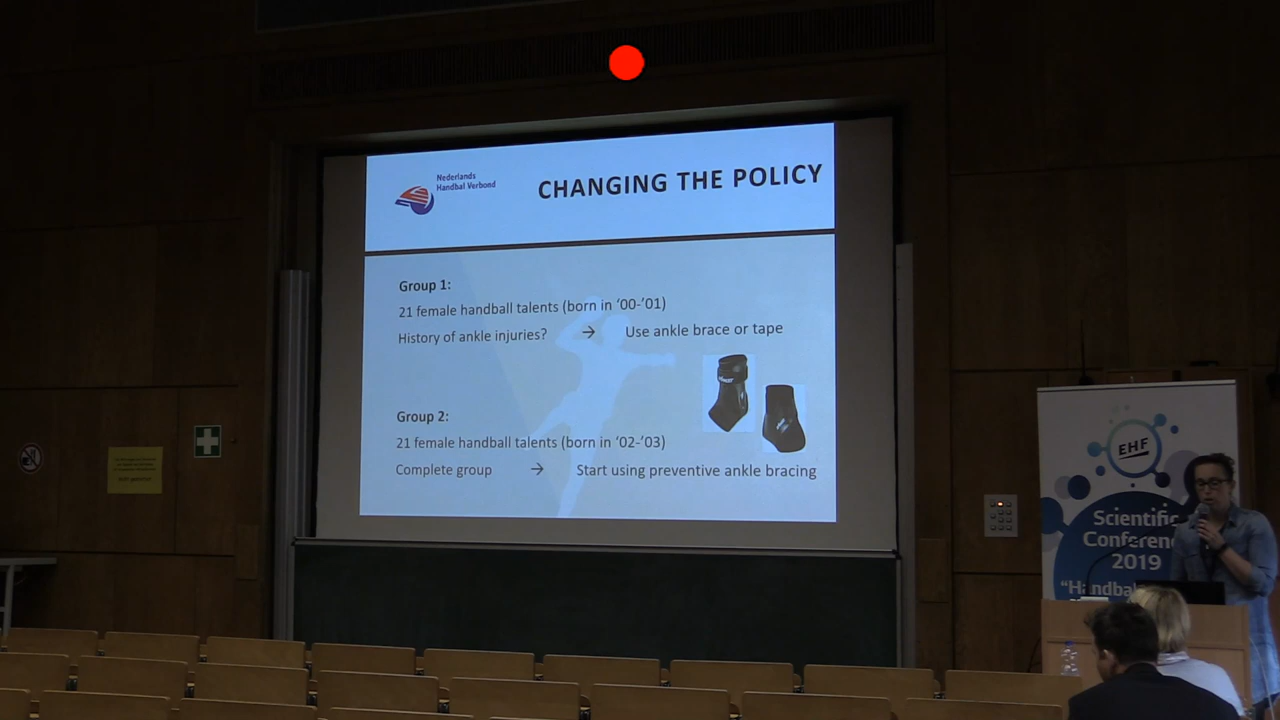 Nederlands
Handbal Verbond
CHANGING THE POLICY
Group 1:
21 female handball talents (born in ‘00-’01)
History of ankle injuries? → Use ankle brace or tape
Group 2:
21 female handball talents (born in ‘02-’03)
Complete group → Start using preventive ankle bracing
EHF
Scientific
Conferen
2019
“Handba